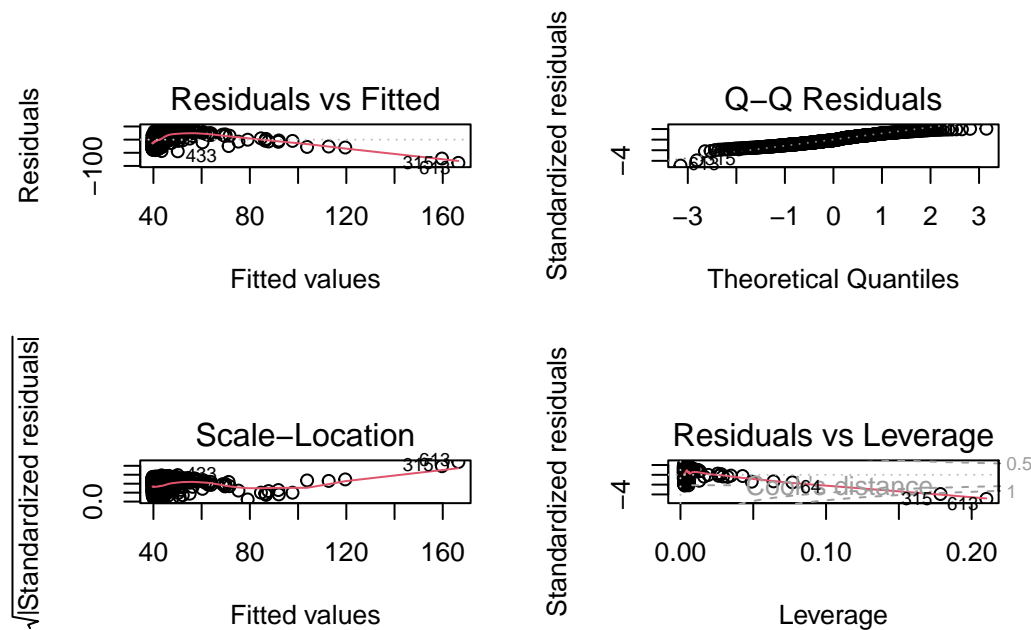 Residuals vs Fitted
Residuals
−100
433
315
613
40
80
120
160
Fitted values
Q−Q Residuals
Standardized residuals
−4
315
613
−3
−1
0
1
2
3
Theoretical Quantiles
Scale−Location
√|Standardized residuals|
0.0
433
315
613
40
80
120
160
Fitted values
Residuals vs Leverage
Standardized residuals
−4
Cook's distance
64
315
613
0.5
1
0.00
0.10
0.20
Leverage